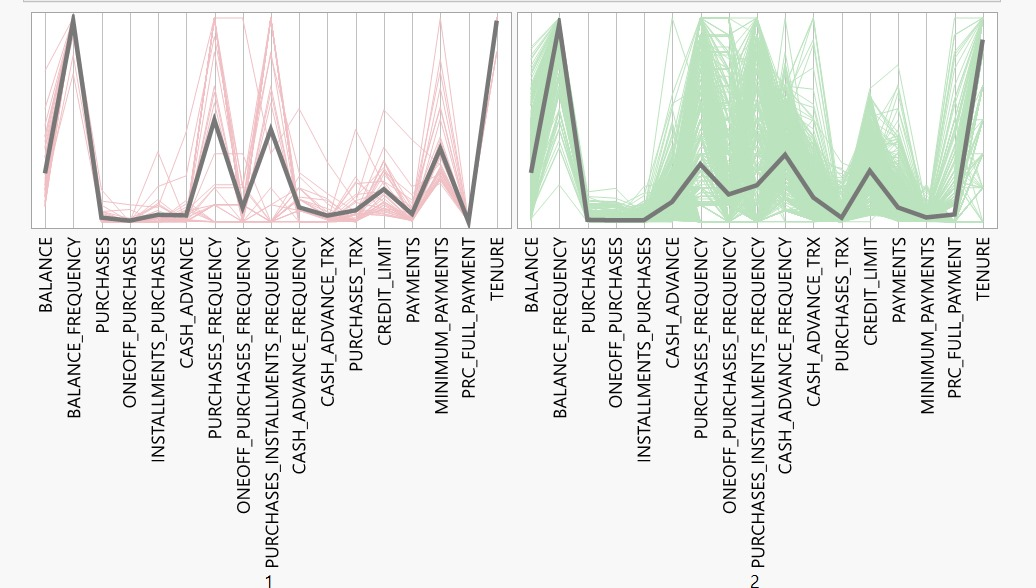 BALANCE
BALANCE_FREQUENCY
PURCHASES
ONEOFF_PURCHASES
INSTALLMENTS_PURCHASES
CASH_ADVANCE
PURCHASES_FREQUENCY
ONEOFF_PURCHASES_FREQUENCY
PURCHASES_INSTALLMENTS_FREQUENCY
CASH_ADVANCE_FREQUENCY
CASH_ADVANCE_TRX
PURCHASES_TRX
CREDIT_LIMIT
PAYMENTS
MINIMUM_PAYMENTS
PRC_FULL_PAYMENT
TENURE
1
BALANCE
BALANCE_FREQUENCY
PURCHASES
ONEOFF_PURCHASES
INSTALLMENTS_PURCHASES
CASH_ADVANCE
PURCHASES_FREQUENCY
ONEOFF_PURCHASES_FREQUENCY
PURCHASES_INSTALLMENTS_FREQUENCY
CASH_ADVANCE_FREQUENCY
CASH_ADVANCE_TRX
PURCHASES_TRX
CREDIT_LIMIT
PAYMENTS
MINIMUM_PAYMENTS
PRC_FULL_PAYMENT
TENURE
2